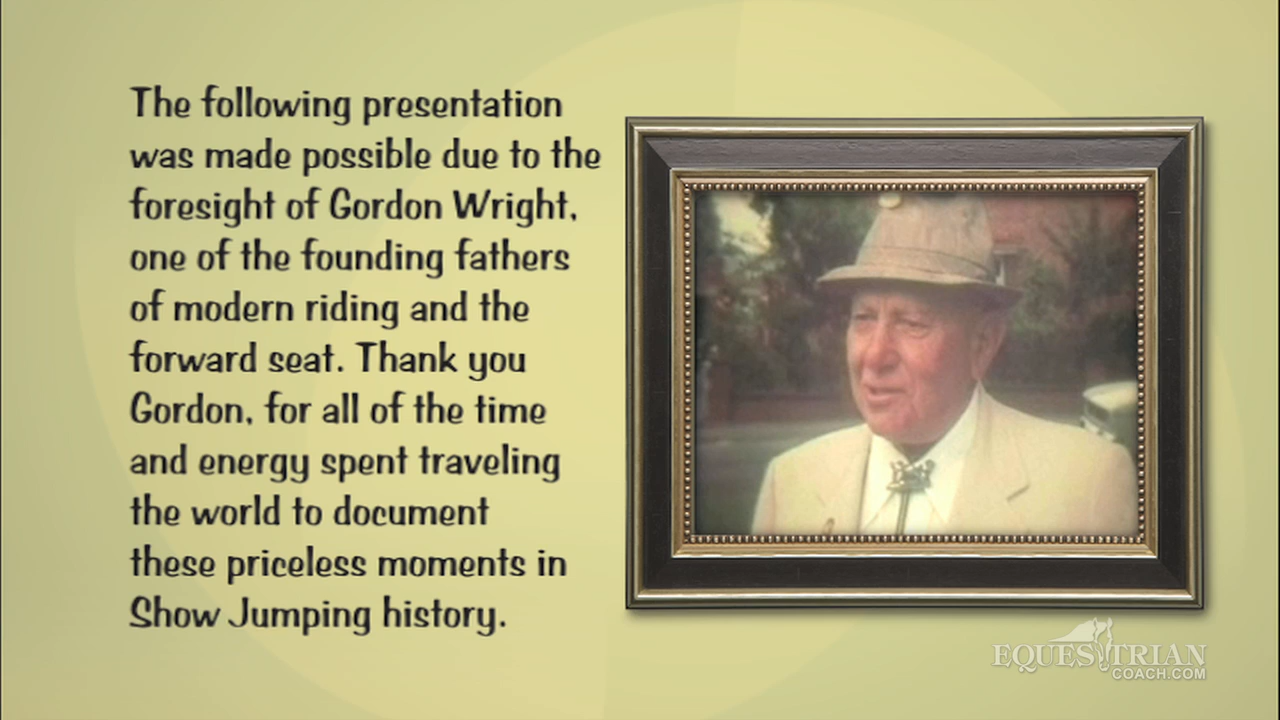 The following presentation
was made possible due to the
foresight of Gordon Wright,
one of the founding fathers
of modern riding and the
forward seat. Thank you
Gordon, for all of the time
and energy spent traveling
the world to document
these priceless moments in
Show Jumping history.
EQUESTRIAN
COACH.COM